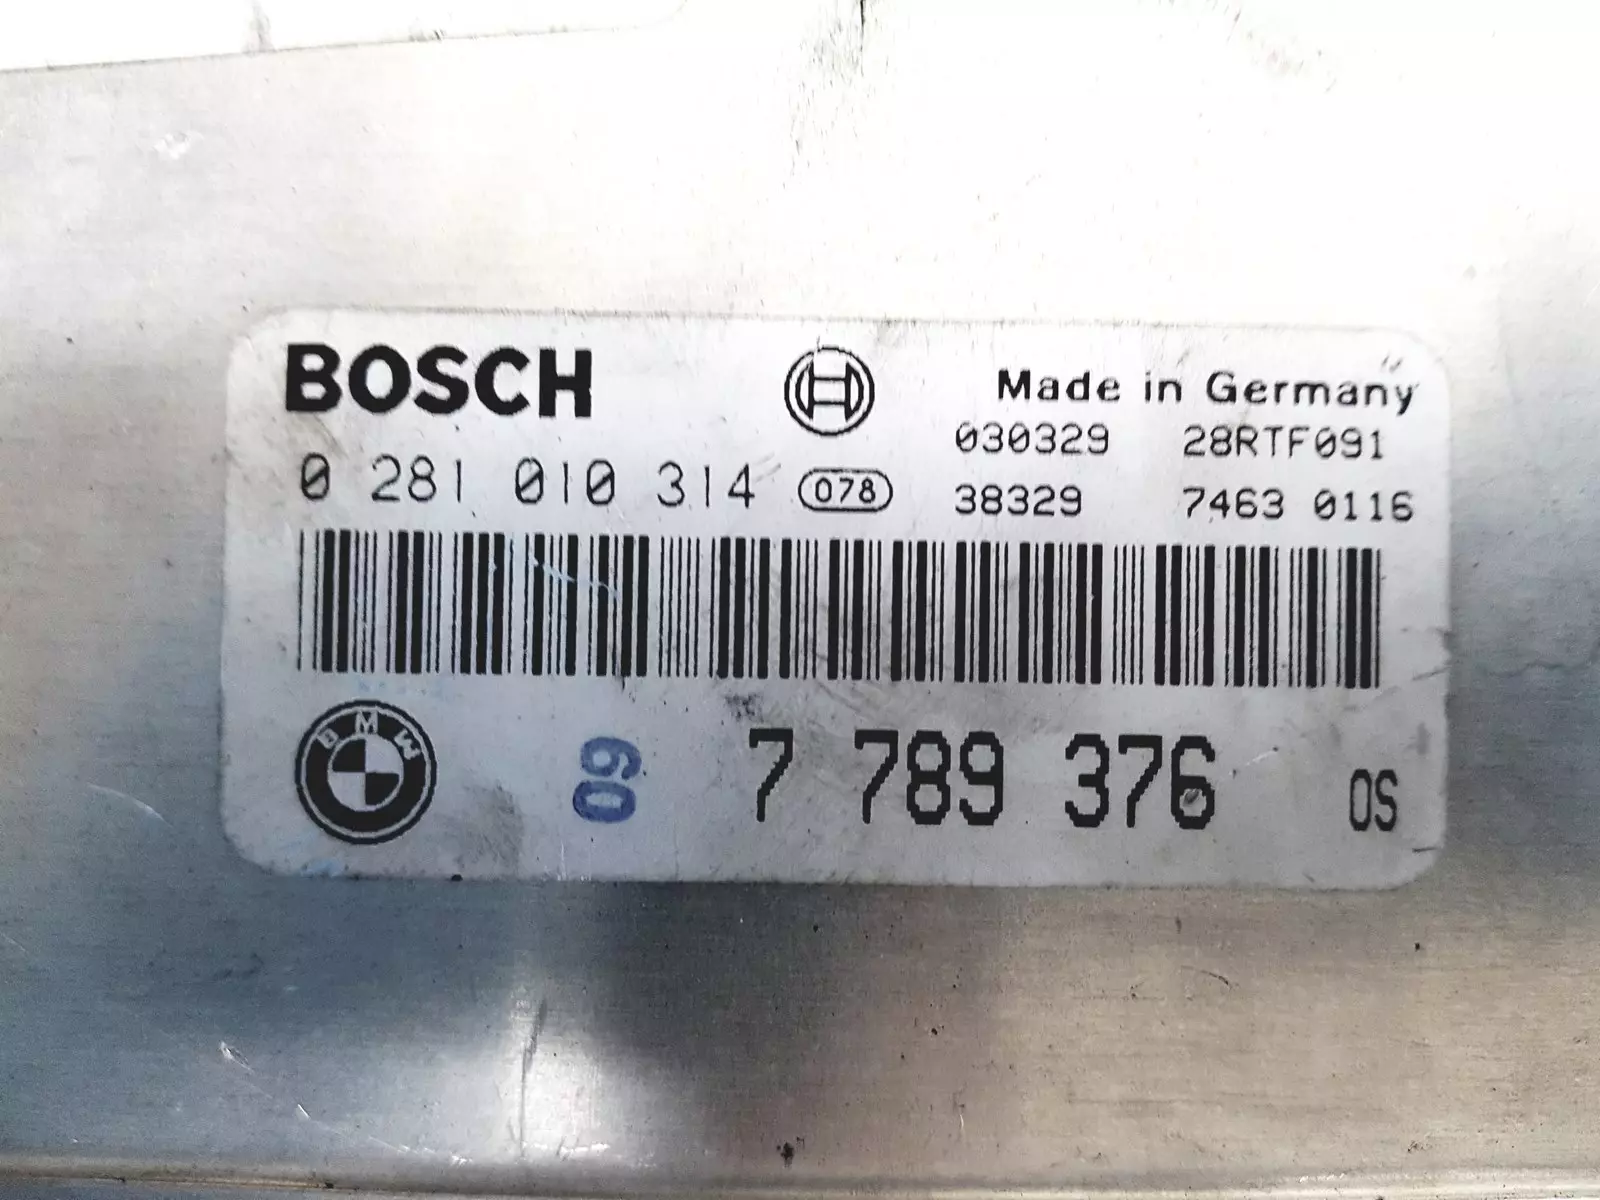 BOSCH
Made in Germany
030329 28RTF091
0 281 010 314 078 38329 7463 0116
BMW
09 7 789 376 OS